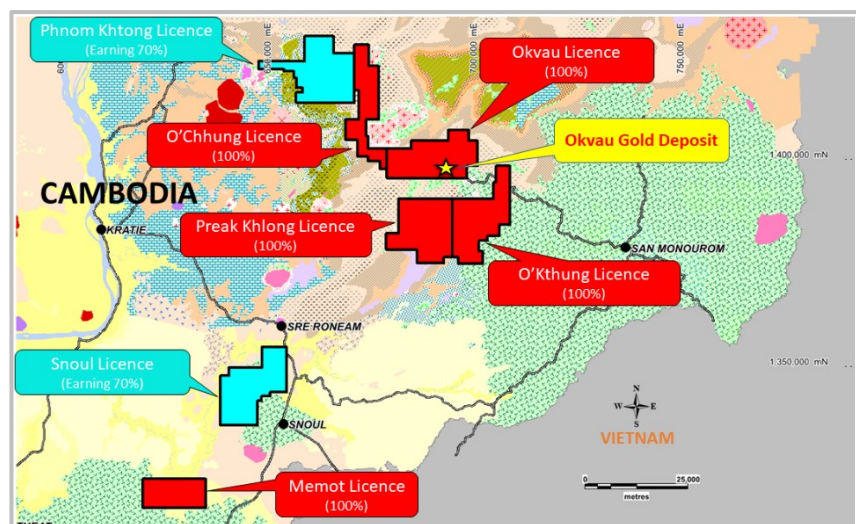 Phnom Khtong Licence
(Earning 70%)
650,000 mE
700,000 mE
750,000 mE
Okvau Licence
(100%)
O'Chhung Licence
(100%)
Okvau Gold Deposit
1,400,000 mN
CAMBODIA
KRATIE
Preak Khlong Licence
(100%)
SAN MONOUROM
O'Kthung Licence
(100%)
SRE RONEAM
Snoul Licence
(Earning 70%)
1,350,000 mN
N
W E
S
VIETNAM
SNOUL
Memot Licence
(100%)
0 25,000
metres